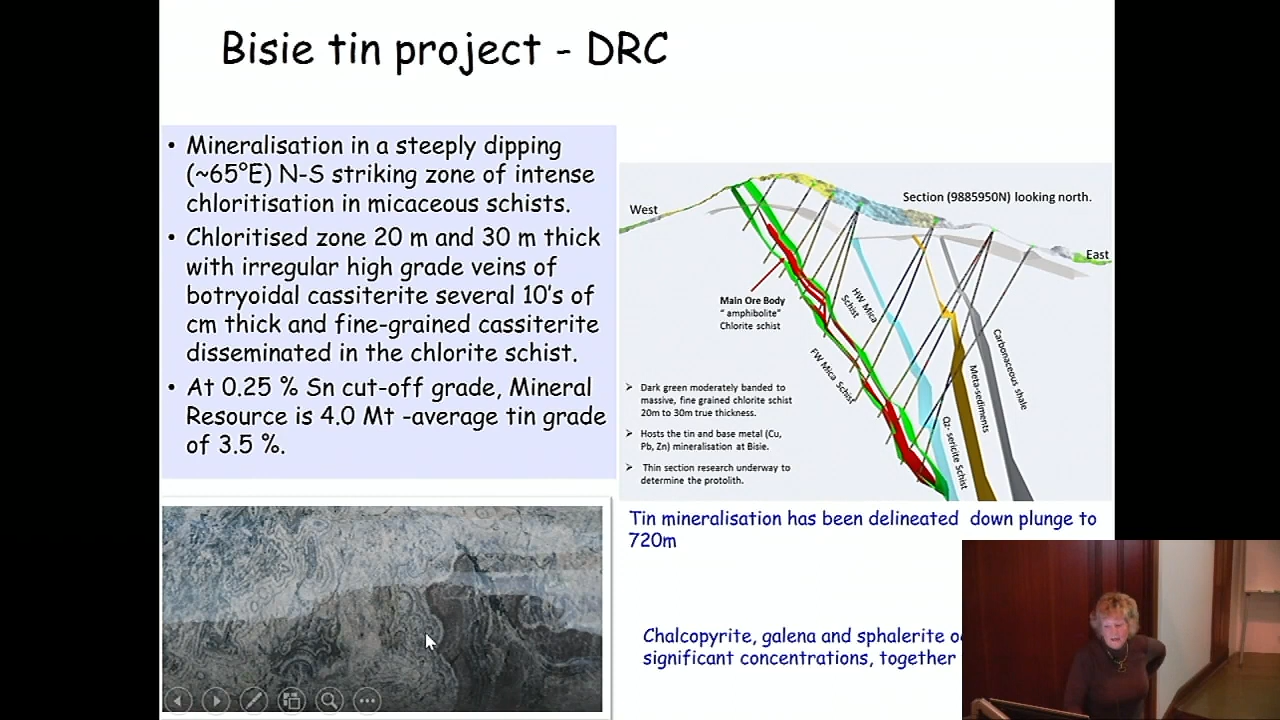 Bisie tin project - DRC
• Mineralisation in a steeply dipping
(~65°E) N-S striking zone of intense
chloritisation in micaceous schists.
• Chloritised zone 20 m and 30 m thick
with irregular high grade veins of
botryoidal cassiterite several 10's of
cm thick and fine-grained cassiterite
disseminated in the chlorite schist.
• At 0.25 % Sn cut-off grade, Mineral
Resource is 4.0 Mt -average tin grade
of 3.5 %.
West
Section (9885950N) looking north.
East
Main Ore Body
“ amphibolite”
Chlorite schist
HW Mica
Schist
FW Mica Schist
Qz- sericite Schist
Meta-sediments
Carbonaceous shale
Dark green moderately banded to
massive, fine grained chlorite schist
20m to 30m true thickness.
Hosts the tin and base metal (Cu,
Pb, Zn) mineralisation at Bisie.
Thin section research underway to
determine the protolith.
Tin mineralisation has been delineated down plunge to
720m
Chalcopyrite, galena and sphalerite
significant concentrations, together